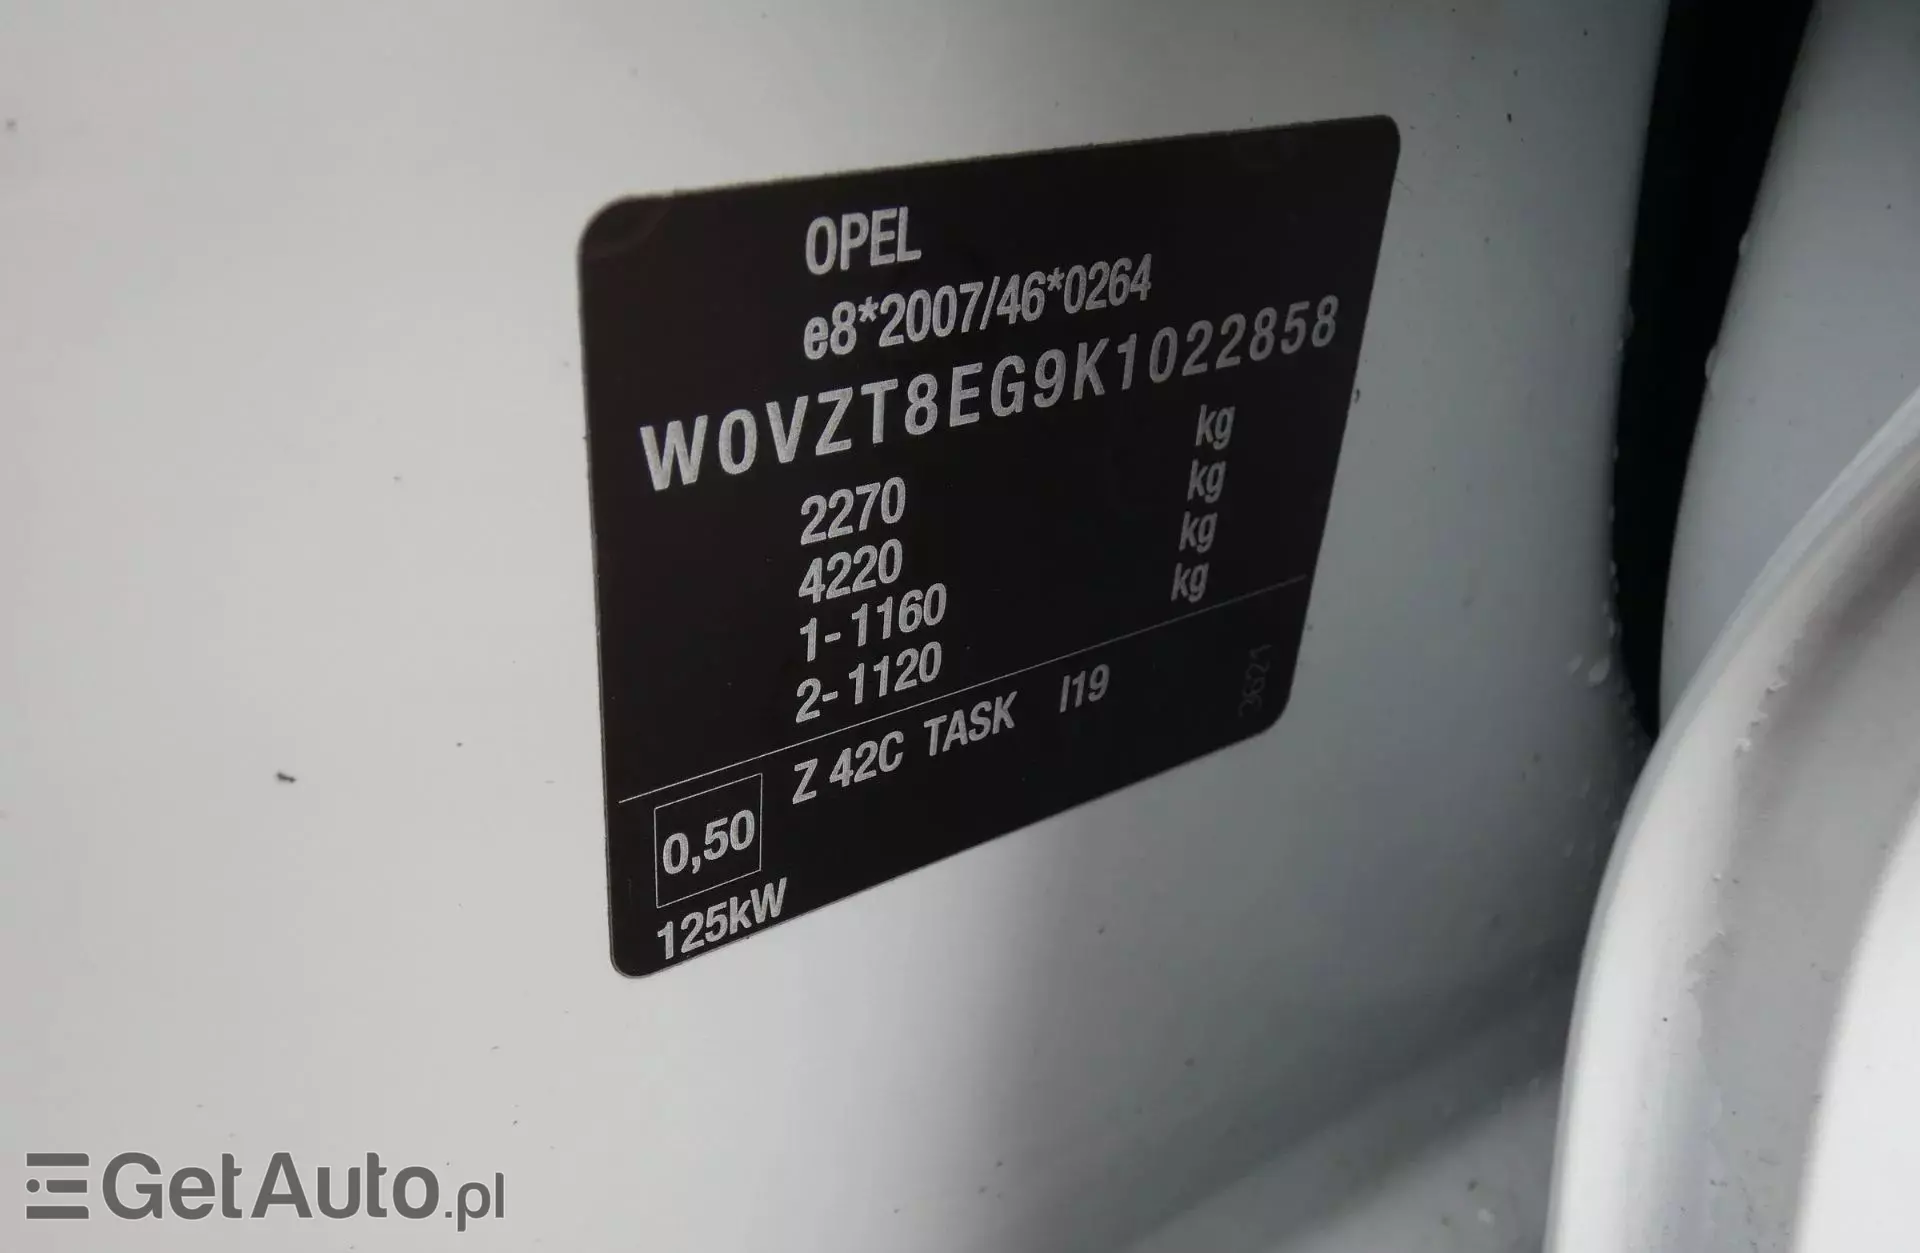 OPEL
e8*2007/46*0264
W0VZT8EG9K1022858
2270 kg
4220 kg
1-1160 kg
2-1120 kg
Z 42C TASK I19
3G21
0,50
125kW
GetAuto.pl